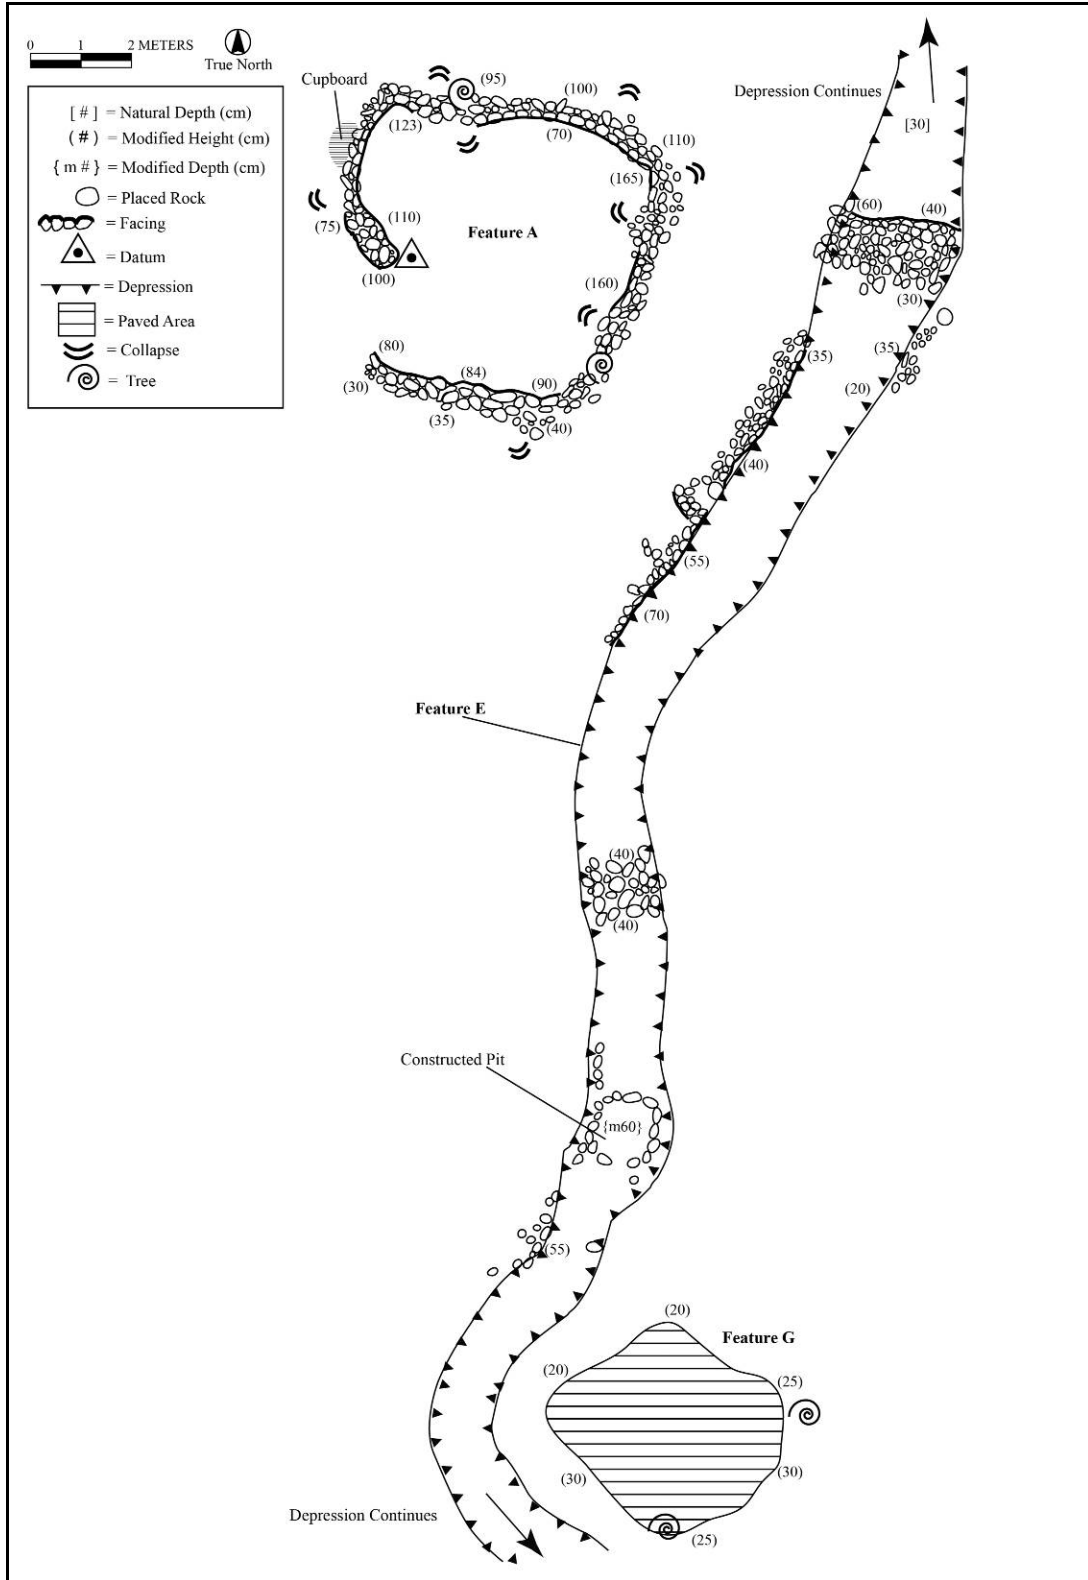 0 1 2 METERS
True North
[ # ] = Natural Depth (cm)
( # ) = Modified Height (cm)
{ m # } = Modified Depth (cm)
= Placed Rock
= Facing
= Datum
= Depression
= Paved Area
= Collapse
= Tree
Cupboard
(95)
(100)
(123)
(70)
(110)
(165)
(75)
(110)
Feature A
(100)
(160)
(80)
(30)
(84)
(90)
(35)
(40)
Depression Continues
[30]
(60)
(40)
(30)
(35)
(35)
(20)
(40)
(55)
(70)
Feature E
(40)
(40)
Constructed Pit
{m60}
(55)
(20)
Feature G
(20)
(25)
(30)
(30)
Depression Continues
(25)